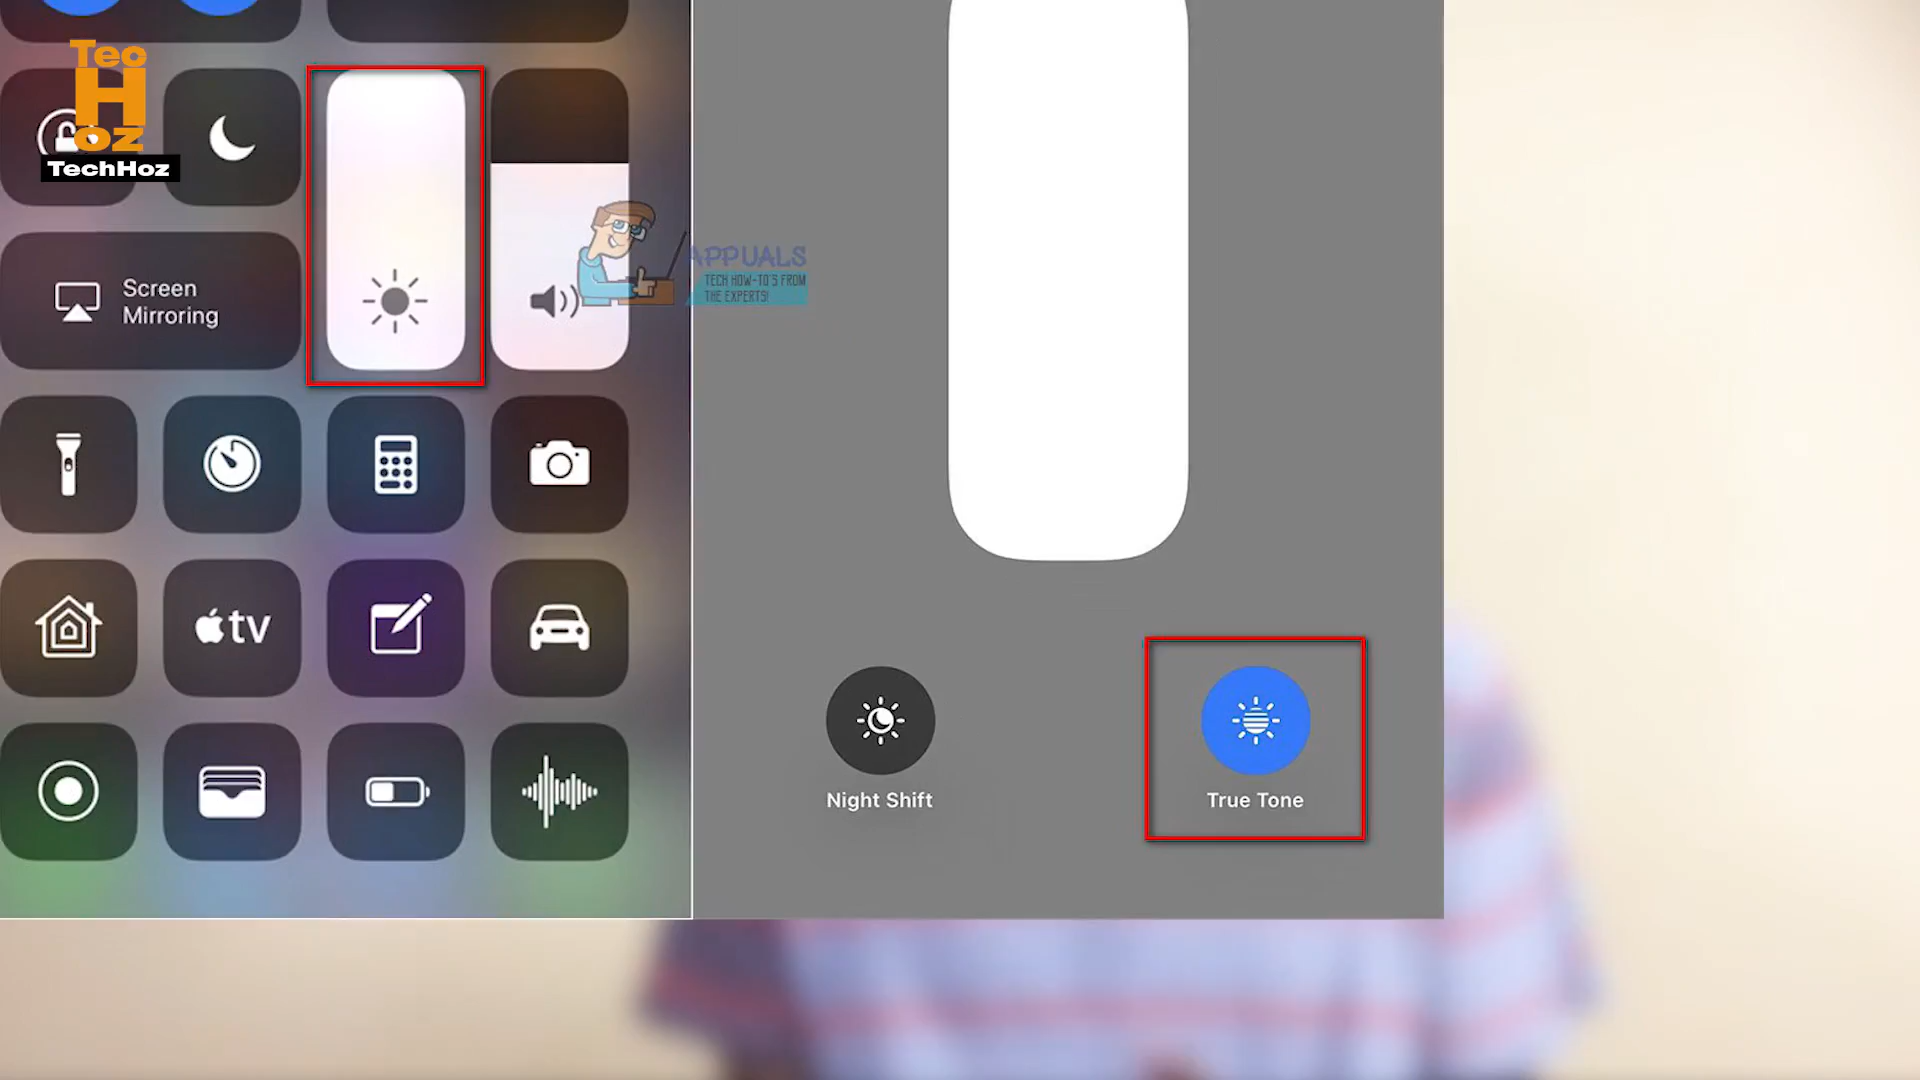 Tec
H
oz
TechHoz
Screen
Mirroring
APPUALS
TECH HOW-TO'S FROM
THE EXPERTS!
tv
Night Shift
True Tone